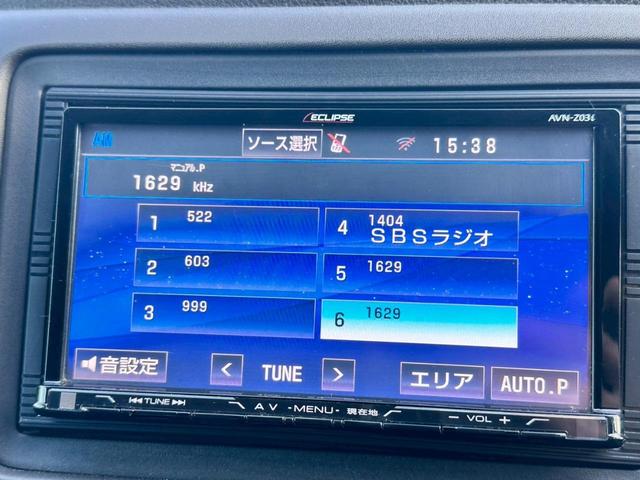 ECLIPSE AVN-Z03i
AM ソース選択 15:38
マニュアル.P
1629 kHz
1 522
2 603
3 999
4 1404 SBSラジオ
5 1629
6 1629
音設定 < TUNE > エリア AUTO.P
TUNE AV -MENU- 現在地 - VOL +